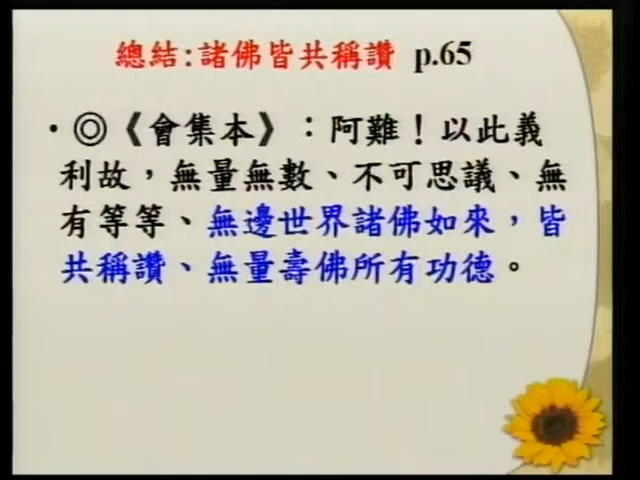 總結:諸佛皆共稱讚 p.65
•◎《會集本》：阿難！以此義
利故，無量無數、不可思議、無
有等等、無邊世界諸佛如來，皆
共稱讚、無量壽佛所有功德。